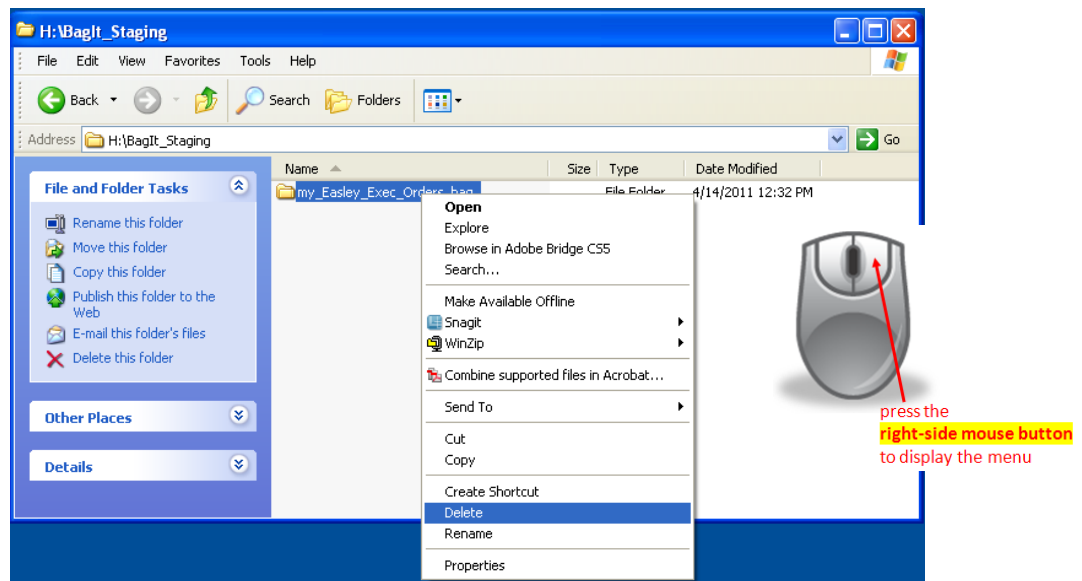 H:\BagIt_Staging
File Edit View Favorites Tools Help
Back Search Folders
Address H:\BagIt_Staging Go
Name Size Type Date Modified
my_Easley_Exec_Orders_bag File Folder 4/14/2011 12:32 PM
File and Folder Tasks
Rename this folder
Move this folder
Copy this folder
Publish this folder to the
Web
E-mail this folder's files
Delete this folder
Other Places
Details
Open
Explore
Browse in Adobe Bridge CS5
Search...
Make Available Offline
Snagit
WinZip
Combine supported files in Acrobat...
Send To
Cut
Copy
Create Shortcut
Delete
Rename
Properties
press the
right-side mouse button
to display the menu